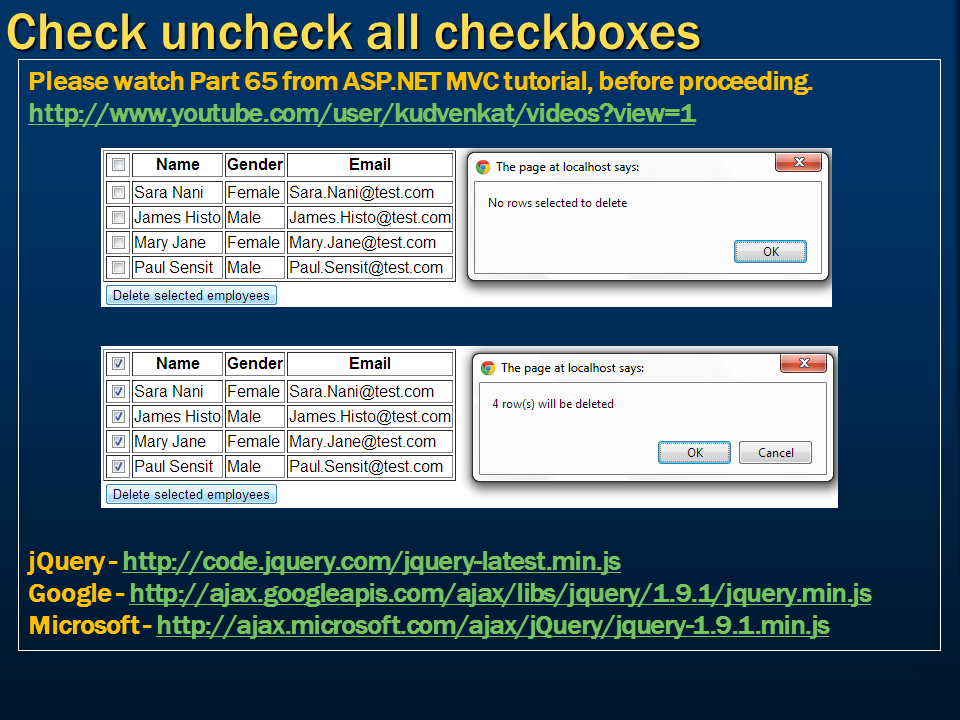 Check uncheck all checkboxes
Please watch Part 65 from ASP.NET MVC tutorial, before proceeding.
http://www.youtube.com/user/kudvenkat/videos?view=1
Name Gender Email
Sara Nani Female Sara.Nani@test.com
James Histo Male James.Histo@test.com
Mary Jane Female Mary.Jane@test.com
Paul Sensit Male Paul.Sensit@test.com
Delete selected employees
The page at localhost says:
No rows selected to delete
OK
Name Gender Email
Sara Nani Female Sara.Nani@test.com
James Histo Male James.Histo@test.com
Mary Jane Female Mary.Jane@test.com
Paul Sensit Male Paul.Sensit@test.com
Delete selected employees
The page at localhost says:
4 row(s) will be deleted
OK Cancel
jQuery - http://code.jquery.com/jquery-latest.min.js
Google - http://ajax.googleapis.com/ajax/libs/jquery/1.9.1/jquery.min.js
Microsoft - http://ajax.microsoft.com/ajax/jQuery/jquery-1.9.1.min.js